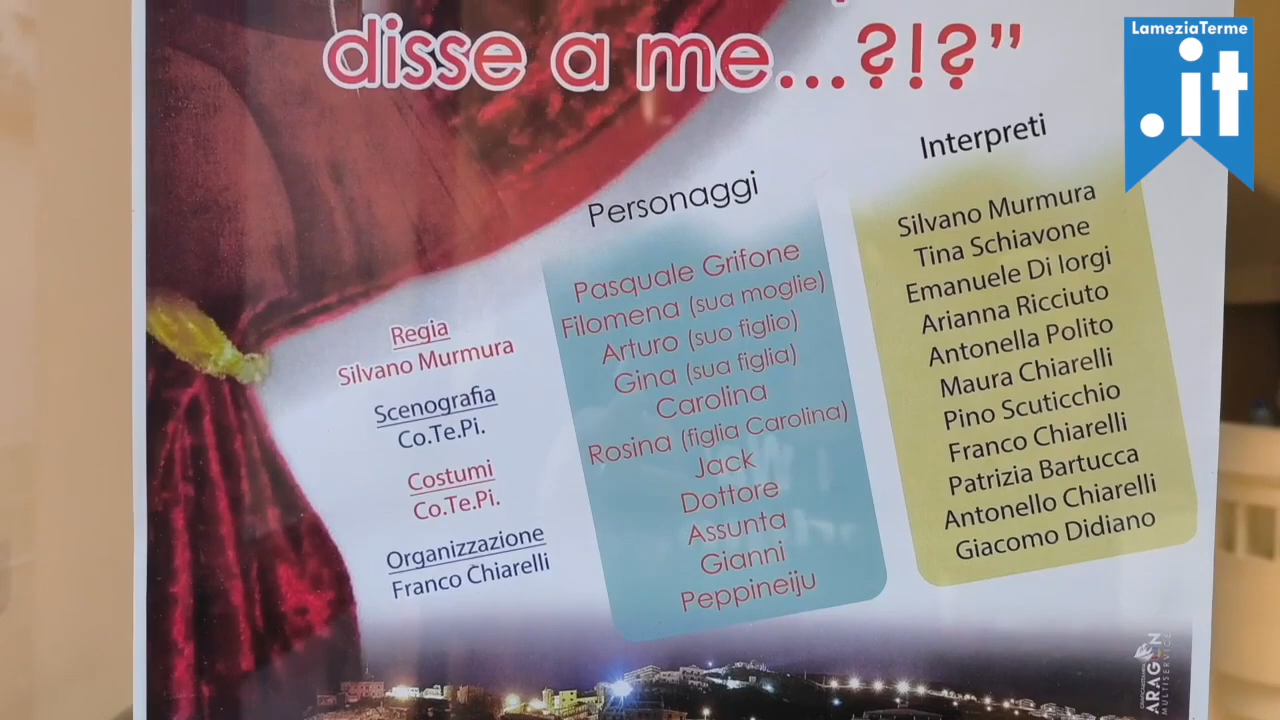 disse a me...?!?”
LameziaTerme
.it
Interpreti
Silvano Murmura
Tina Schiavone
Emanuele Di Iorgi
Arianna Ricciuto
Antonella Polito
Maura Chiarelli
Pino Scuticchio
Franco Chiarelli
Patrizia Bartucca
Antonello Chiarelli
Giacomo Didiano
Personaggi
Pasquale Grifone
Filomena (sua moglie)
Arturo (suo figlio)
Gina (sua figlia)
Carolina
Rosina (figlia Carolina)
Jack
Dottore
Assunta
Gianni
Peppineiju
Regia
Silvano Murmura
Scenografia
Co.Te.Pi.
Costumi
Co.Te.Pi.
Organizzazione
Franco Chiarelli
ARAGON
MULTISERVICE